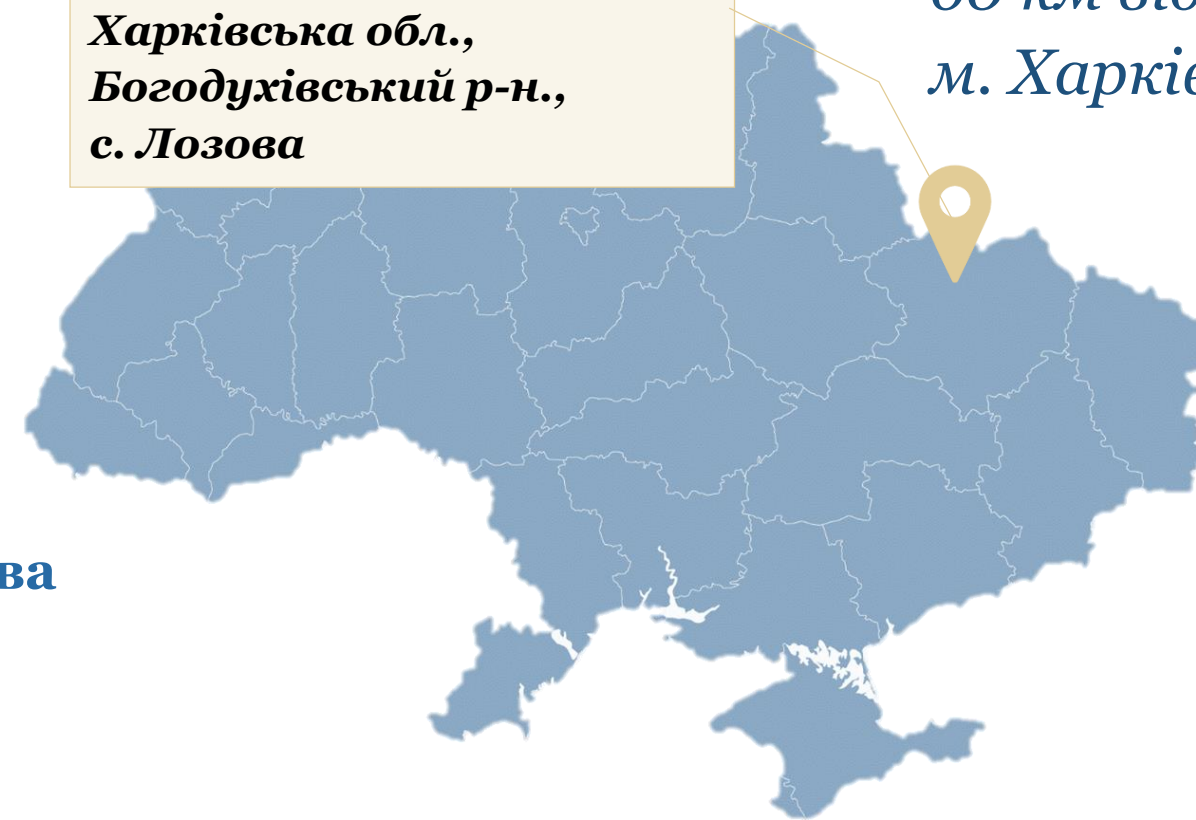 Харківська обл.,
Богодухівський р-н.,
с. Лозова
м. Харків
ва